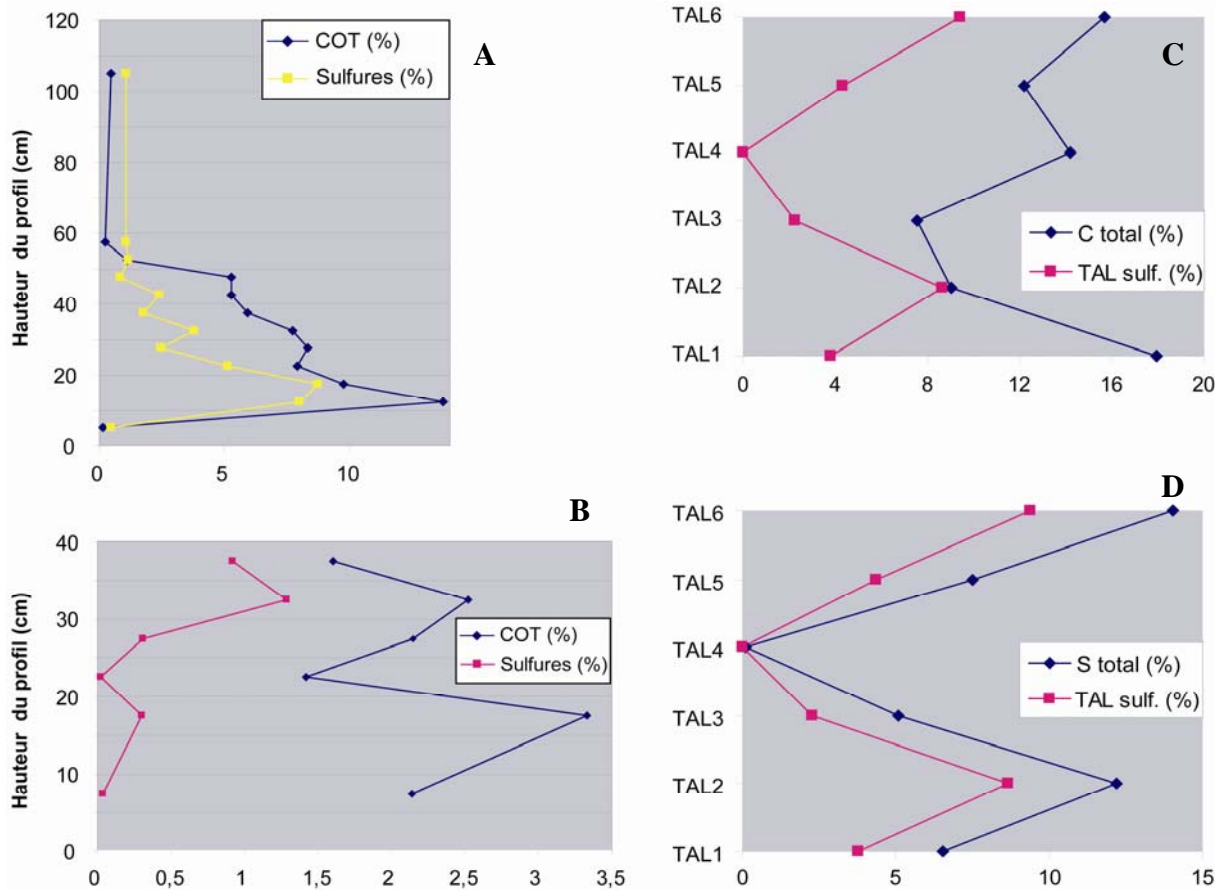 A
COT (%)
Sulfures (%)
Hauteur du profil (cm)
120
100
80
60
40
20
0
0 5 10
B
COT (%)
Sulfures (%)
Hauteur du profil (cm)
40
30
20
10
0
0 0,5 1 1,5 2 2,5 3 3,5
C
TAL6
TAL5
TAL4
TAL3
TAL2
TAL1
C total (%)
TAL sulf. (%)
0 4 8 12 16 20
D
TAL6
TAL5
TAL4
TAL3
TAL2
TAL1
S total (%)
TAL sulf. (%)
0 5 10 15